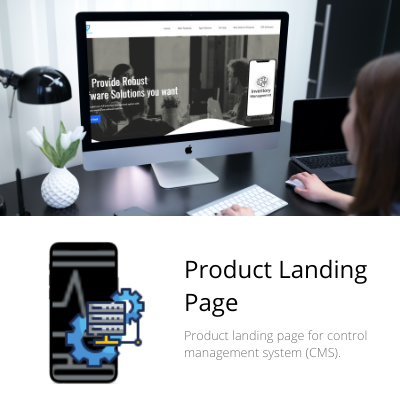 Provide Robust
ware Solutions you want
Inventory
Management
Product Landing
Page
Product landing page for control
management system (CMS).